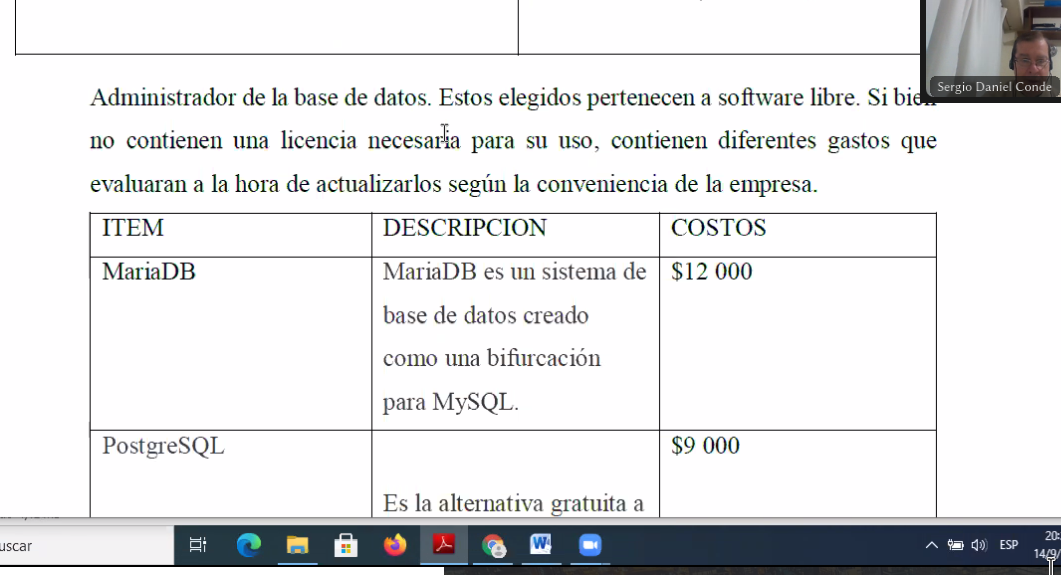 Sergio Daniel Conde
Administrador de la base de datos. Estos elegidos pertenecen a software libre. Si bien
no contienen una licencia necesaria para su uso, contienen diferentes gastos que
evaluaran a la hora de actualizarlos según la conveniencia de la empresa.
ITEM DESCRIPCION COSTOS
MariaDB MariaDB es un sistema de $12 000
base de datos creado
como una bifurcación
para MySQL.
PostgreSQL $9 000
Es la alternativa gratuita a
uscar
ESP
20:
14/9/